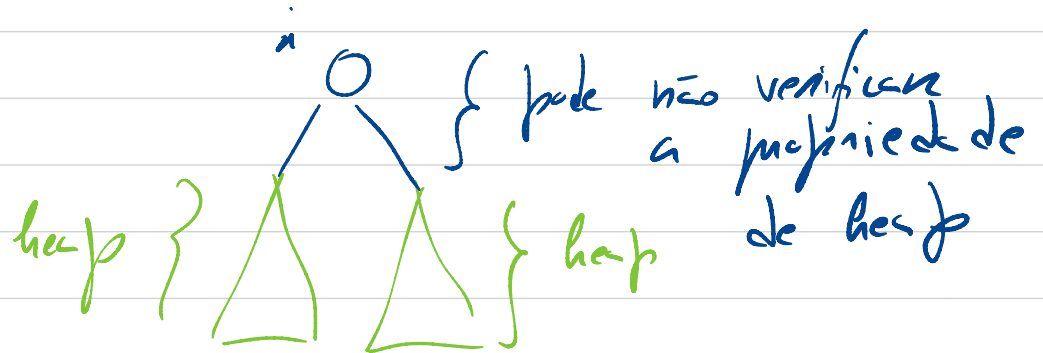 i
pode não verificar
a propriedade
de heap
heap
heap